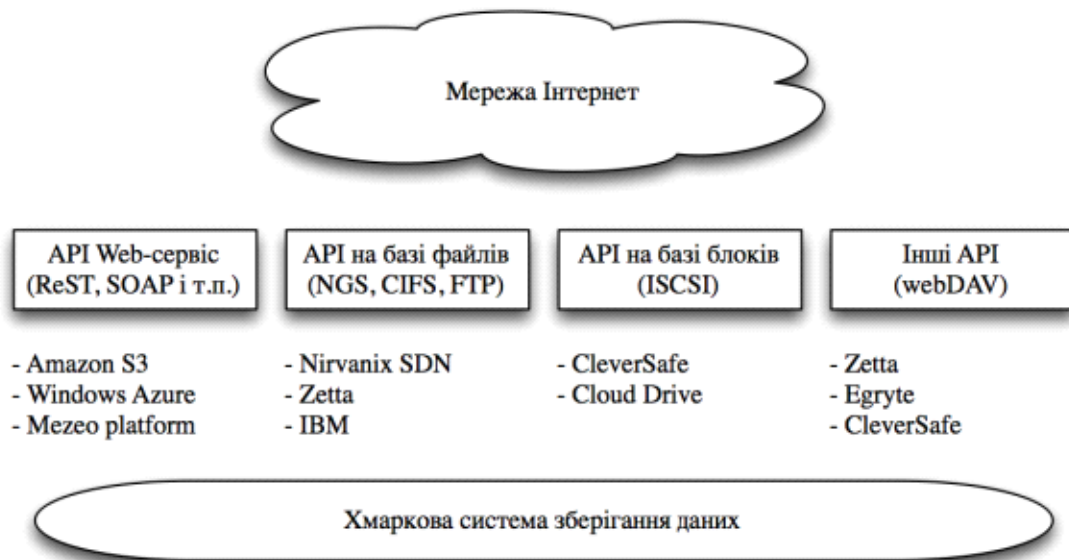 Мережа Інтернет
API Web-сервіс
(ReST, SOAP і т.п.)
API на базі файлів
(NGS, CIFS, FTP)
API на базі блоків
(ISCSI)
Інші API
(webDAV)
- Amazon S3
- Windows Azure
- Mezeo platform
- Nirvanix SDN
- Zetta
- IBM
- CleverSafe
- Cloud Drive
- Zetta
- Egryte
- CleverSafe
Хмаркова система зберігання даних